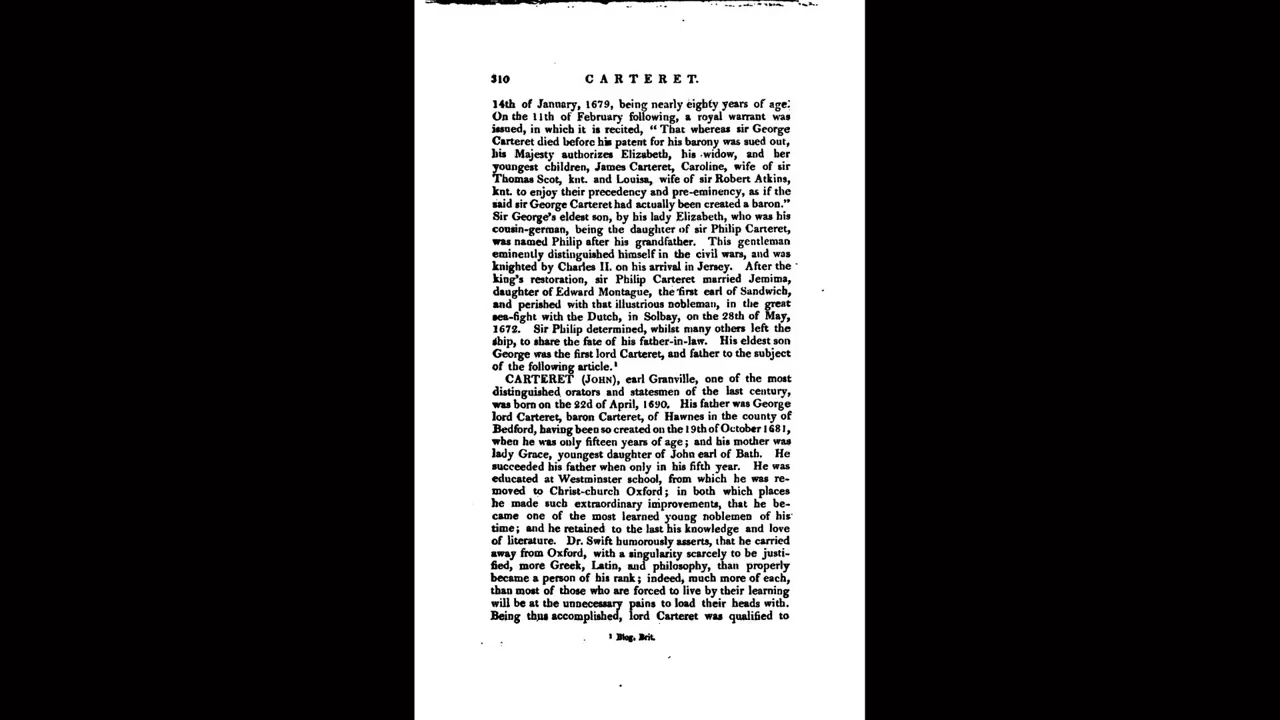 310 CARTERET.
14th of January, 1679, being nearly eighty years of age.
On the 11th of February following, a royal warrant was
issued, in which it is recited, “ That whereas sir George
Carteret died before his patent for his barony was sued out,
his Majesty authorizes Elizabeth, his widow, and her
youngest children, James Carteret, Caroline, wife of sir
Thomas Scot, knt. and Louisa, wife of sir Robert Atkins,
knt. to enjoy their precedency and pre-eminency, as if the
said sir George Carteret had actually been created a baron.”
Sir George's eldest son, by his lady Elizabeth, who was his
cousin-german, being the daughter of sir Philip Carteret,
was named Philip after his grandfather. This gentleman
eminently distinguished himself in the civil wars, and was
knighted by Charles II. on his arrival in Jersey. After the
king's restoration, sir Philip Carteret married Jemima,
daughter of Edward Montague, the first earl of Sandwich,
and perished with that illustrious nobleman, in the great
sea-fight with the Dutch, in Solbay, on the 28th of May,
1672. Sir Philip determined, whilst many others left the
ship, to share the fate of his father-in-law. His eldest son
George was the first lord Carteret, and father to the subject
of the following article.¹
CARTERET (JOHN), earl Granville, one of the most
distinguished orators and statesmen of the last century,
was born on the 22d of April, 1690. His father was George
lord Carteret, baron Carteret, of Hawnes in the county of
Bedford, having been so created on the 19th of October 1681,
when he was only fifteen years of age; and his mother was
lady Grace, youngest daughter of John earl of Bath. He
succeeded his father when only in his fifth year. He was
educated at Westminster school, from which he was re-
moved to Christ-church Oxford; in both which places
he made such extraordinary improvements, that he be-
came one of the most learned young noblemen of his
time; and he retained to the last his knowledge and love
of literature. Dr. Swift humorously asserts, that he carried
away from Oxford, with a singularity scarcely to be justi-
fied, more Greek, Latin, and philosophy, than properly
became a person of his rank; indeed, much more of each,
than most of those who are forced to live by their learning
will be at the unnecessary pains to load their heads with.
Being thus accomplished, lord Carteret was qualified to
¹ Biog. Brit.